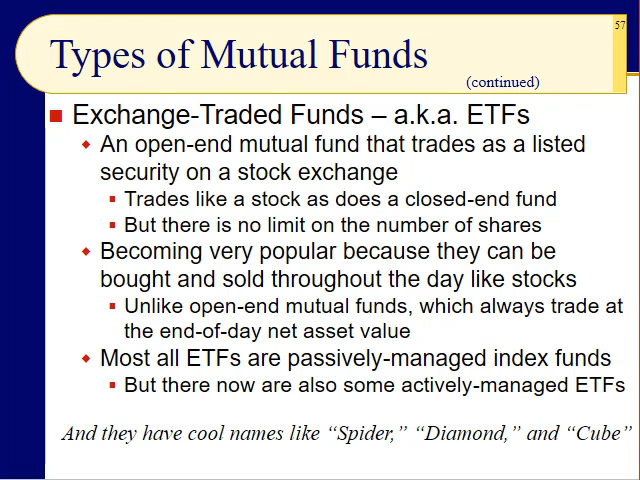 57
Types of Mutual Funds
(continued)
Exchange-Traded Funds – a.k.a. ETFs
An open-end mutual fund that trades as a listed
security on a stock exchange
Trades like a stock as does a closed-end fund
But there is no limit on the number of shares
Becoming very popular because they can be
bought and sold throughout the day like stocks
Unlike open-end mutual funds, which always trade at
the end-of-day net asset value
Most all ETFs are passively-managed index funds
But there now are also some actively-managed ETFs
And they have cool names like “Spider,” “Diamond,” and “Cube”